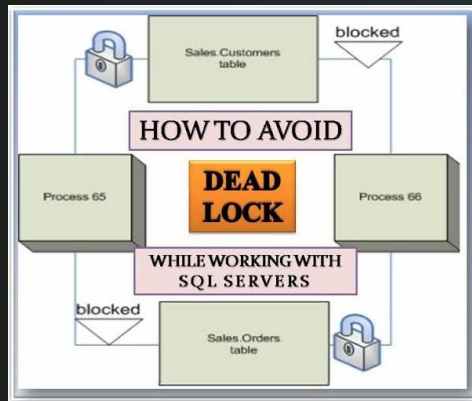 Sales.Customers
table
blocked
HOW TO AVOID
Process 65
DEAD
LOCK
Process 66
WHILE WORKING WITH
SQL SERVERS
blocked
Sales.Orders
table